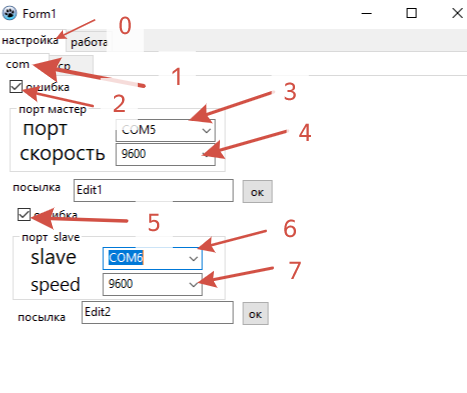 Form1
0
настройка работа
com
1
ошибка
2
порт мастер
3
порт COM5
4
скорость 9600
посылка Edit1 ок
ошибка
5
порт slave
6
slave COM6
7
speed 9600
посылка Edit2 ок